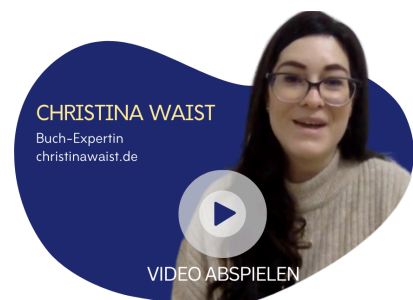 CHRISTINA WAIST
Buch-Expertin
christinawaist.de
VIDEO ABSPIELEN